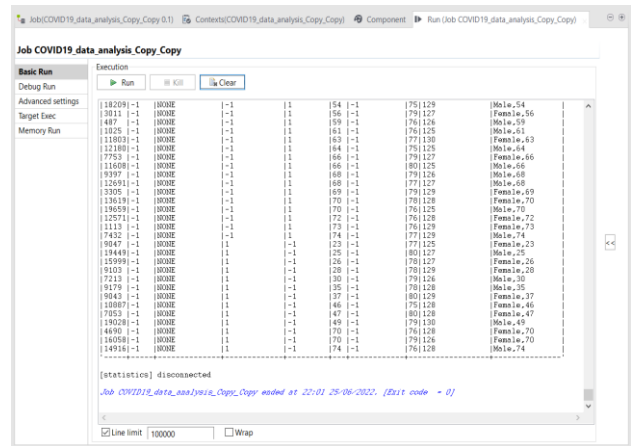 Job(COVID19_data_analysis_Copy_Copy 0.1) Contexts(COVID19_data_analysis_Copy_Copy) Component Run (Job COVID19_data_analysis_Copy_Copy)
Job COVID19_data_analysis_Copy_Copy
Basic Run
Debug Run
Advanced settings
Target Exec
Memory Run
Execution
Run Kill Clear
|18209|-1 |NONE |-1 |1 |54 |-1 |75|129 |Male,54 |
|3011 |-1 |NONE |-1 |1 |56 |-1 |79|127 |Female,56 |
|487 |-1 |NONE |-1 |1 |59 |-1 |76|126 |Male,59 |
|1025 |-1 |NONE |-1 |1 |61 |-1 |76|125 |Male,61 |
|11803|-1 |NONE |-1 |1 |63 |-1 |77|130 |Female,63 |
|12180|-1 |NONE |-1 |1 |64 |-1 |75|125 |Male,64 |
|7753 |-1 |NONE |-1 |1 |66 |-1 |79|127 |Female,66 |
|11608|-1 |NONE |-1 |1 |66 |-1 |80|125 |Male,66 |
|9397 |-1 |NONE |-1 |1 |68 |-1 |79|126 |Male,68 |
|12691|-1 |NONE |-1 |1 |68 |-1 |77|127 |Male,68 |
|3305 |-1 |NONE |-1 |1 |69 |-1 |79|129 |Female,69 |
|13619|-1 |NONE |-1 |1 |70 |-1 |78|128 |Female,70 |
|19659|-1 |NONE |-1 |1 |70 |-1 |76|125 |Male,70 |
|12571|-1 |NONE |-1 |1 |72 |-1 |76|128 |Female,72 |
|1113 |-1 |NONE |-1 |1 |73 |-1 |76|129 |Female,73 |
|7432 |-1 |NONE |-1 |1 |74 |-1 |77|129 |Male,74 |
|9047 |-1 |NONE |1 |-1 |23 |-1 |77|125 |Female,23 |
|19449|-1 |NONE |1 |-1 |25 |-1 |80|127 |Male,25 |
|15999|-1 |NONE |1 |-1 |26 |-1 |78|127 |Female,26 |
|9103 |-1 |NONE |1 |-1 |28 |-1 |78|129 |Female,28 |
|7213 |-1 |NONE |1 |-1 |30 |-1 |79|126 |Male,30 |
|9179 |-1 |NONE |1 |-1 |35 |-1 |78|128 |Male,35 |
|9043 |-1 |NONE |1 |-1 |37 |-1 |80|129 |Female,37 |
|10887|-1 |NONE |1 |-1 |46 |-1 |75|128 |Female,46 |
|7053 |-1 |NONE |1 |-1 |47 |-1 |80|128 |Female,47 |
|19028|-1 |NONE |1 |-1 |49 |-1 |79|130 |Male,49 |
|4690 |-1 |NONE |1 |-1 |70 |-1 |76|128 |Female,70 |
|16058|-1 |NONE |1 |-1 |70 |-1 |79|126 |Female,70 |
|14916|-1 |NONE |1 |-1 |74 |-1 |76|128 |Male,74 |
[statistics] disconnected
Job COVID19_data_analysis_Copy_Copy ended at 22:01 25/06/2022. [Exit code = 0]
Line limit 100000 Wrap